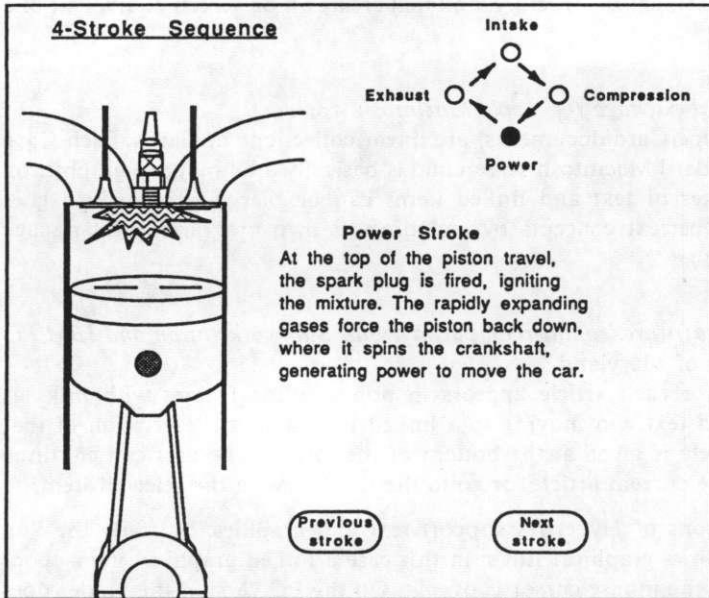 4-Stroke Sequence
Intake
Exhaust
Compression
Power
Power Stroke
At the top of the piston travel,
the spark plug is fired, igniting
the mixture. The rapidly expanding
gases force the piston back down,
where it spins the crankshaft,
generating power to move the car.
Previous
stroke
Next
stroke